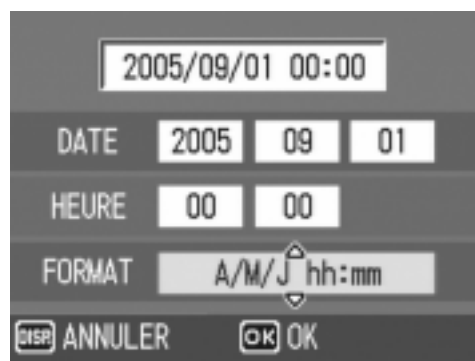 2005/09/01 00:00
DATE 2005 09 01
HEURE 00 00
FORMAT A/M/J hh:mm
DISP. ANNULER OK OK